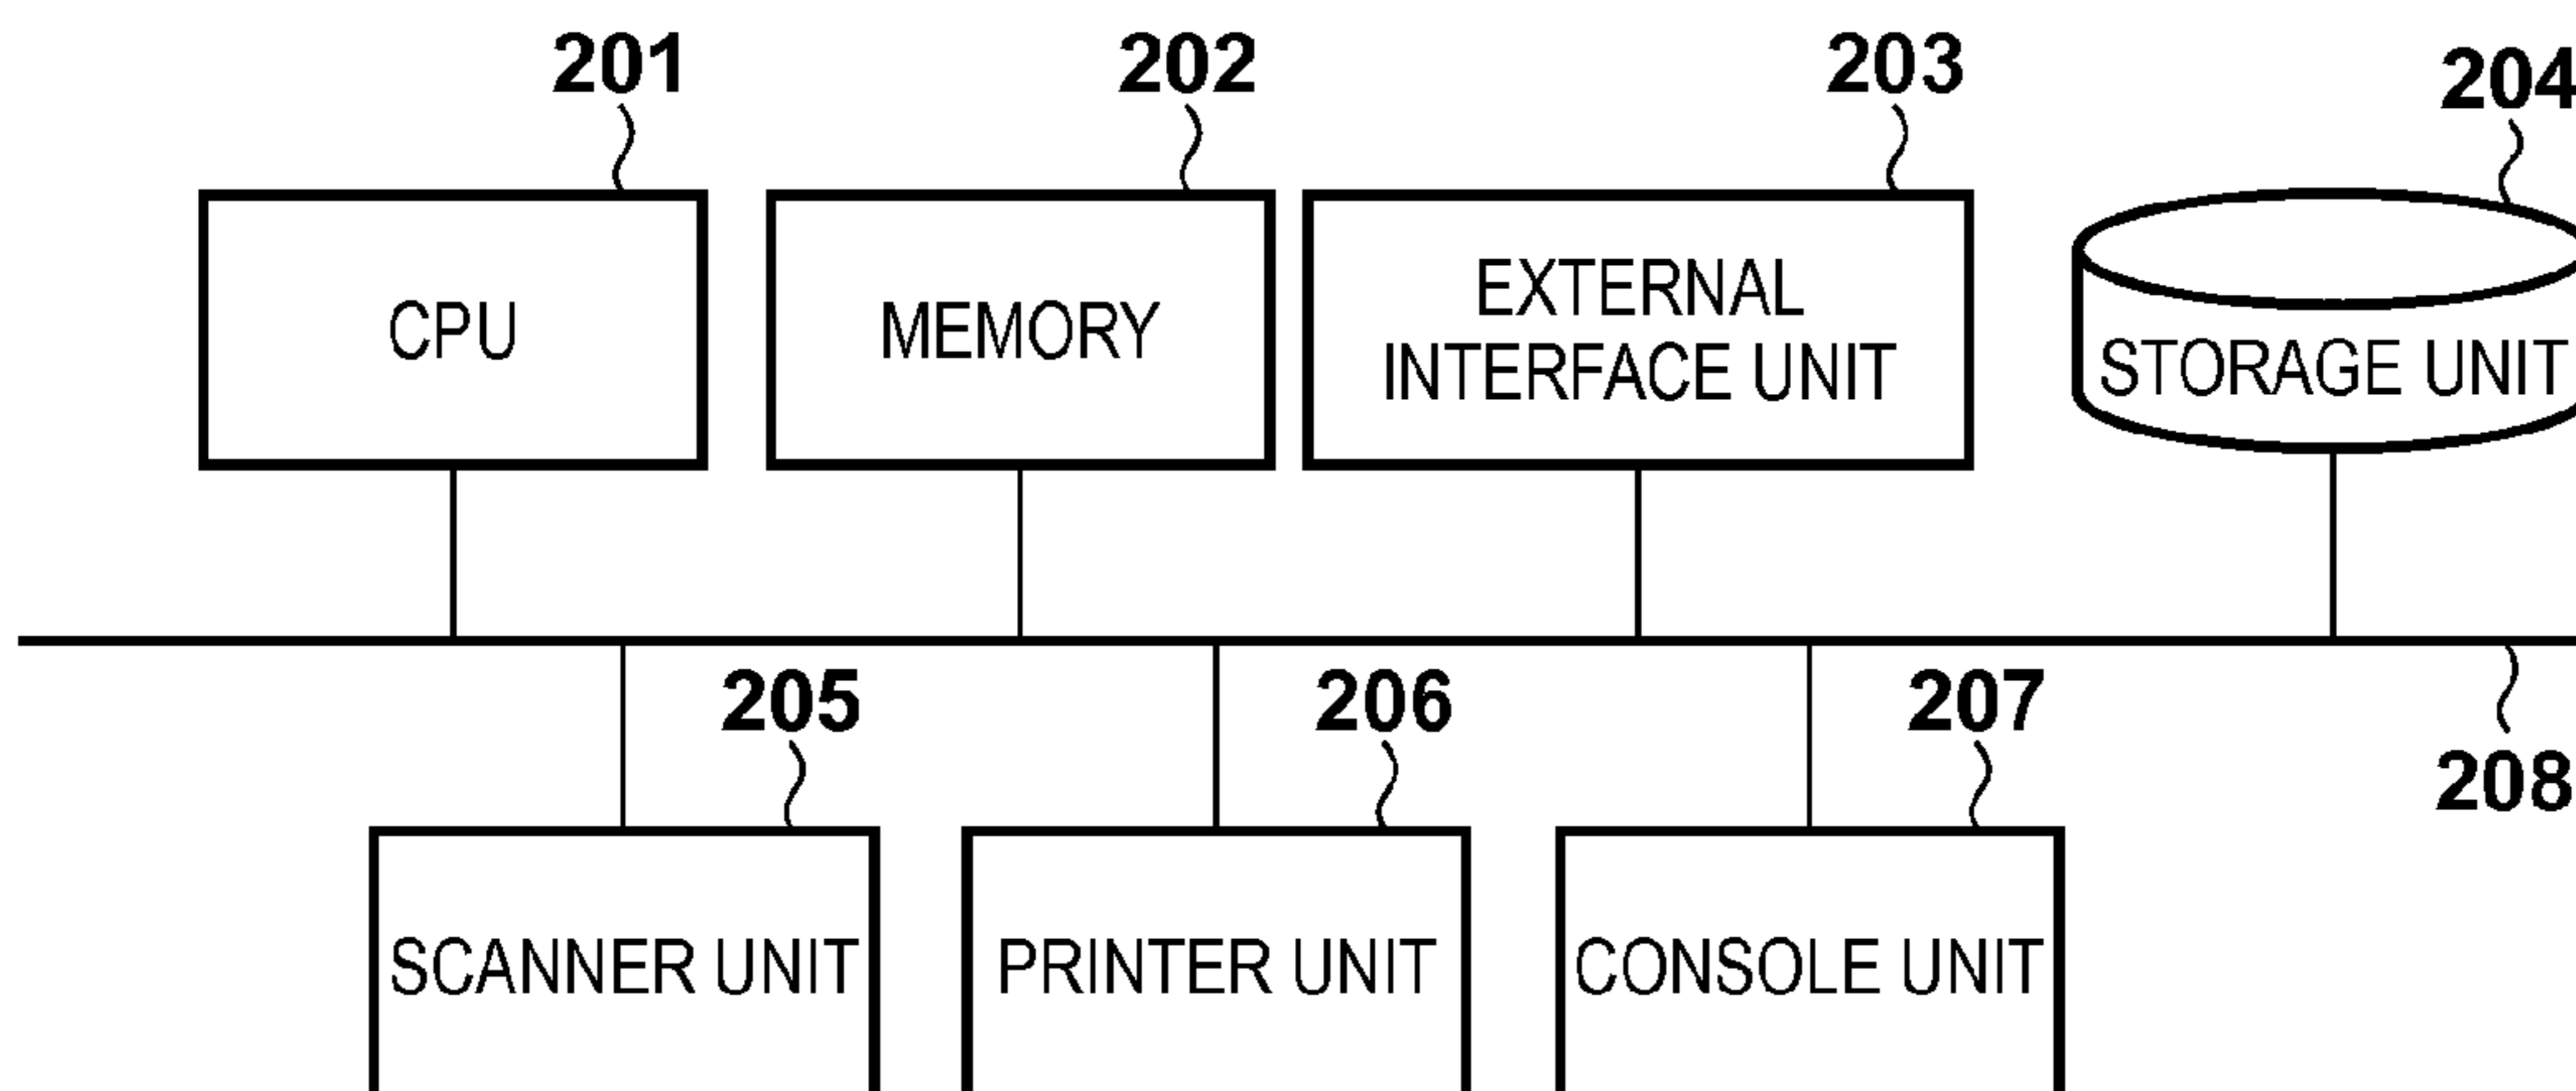 201 202 203 204
CPU MEMORY EXTERNAL
INTERFACE UNIT STORAGE UNIT
205 206 207
208
SCANNER UNIT PRINTER UNIT CONSOLE UNIT